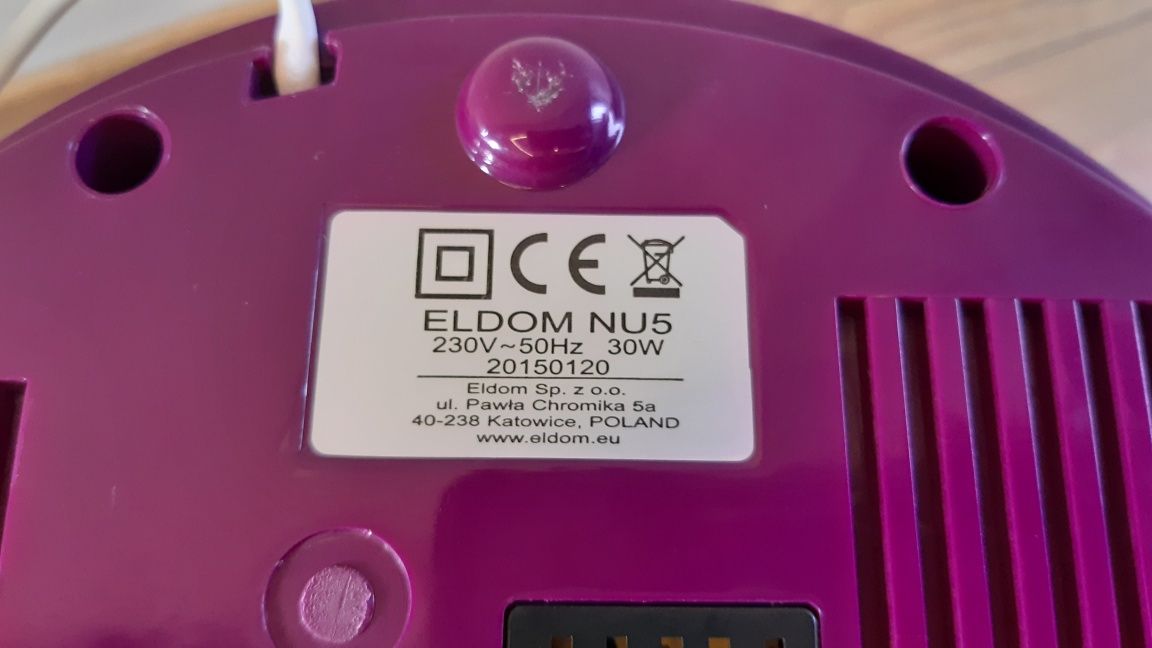 CE
ELDOM NU5
230V~50Hz 30W
20150120
Eldom Sp. z o.o.
ul. Pawła Chromika 5a
40-238 Katowice, POLAND
www.eldom.eu